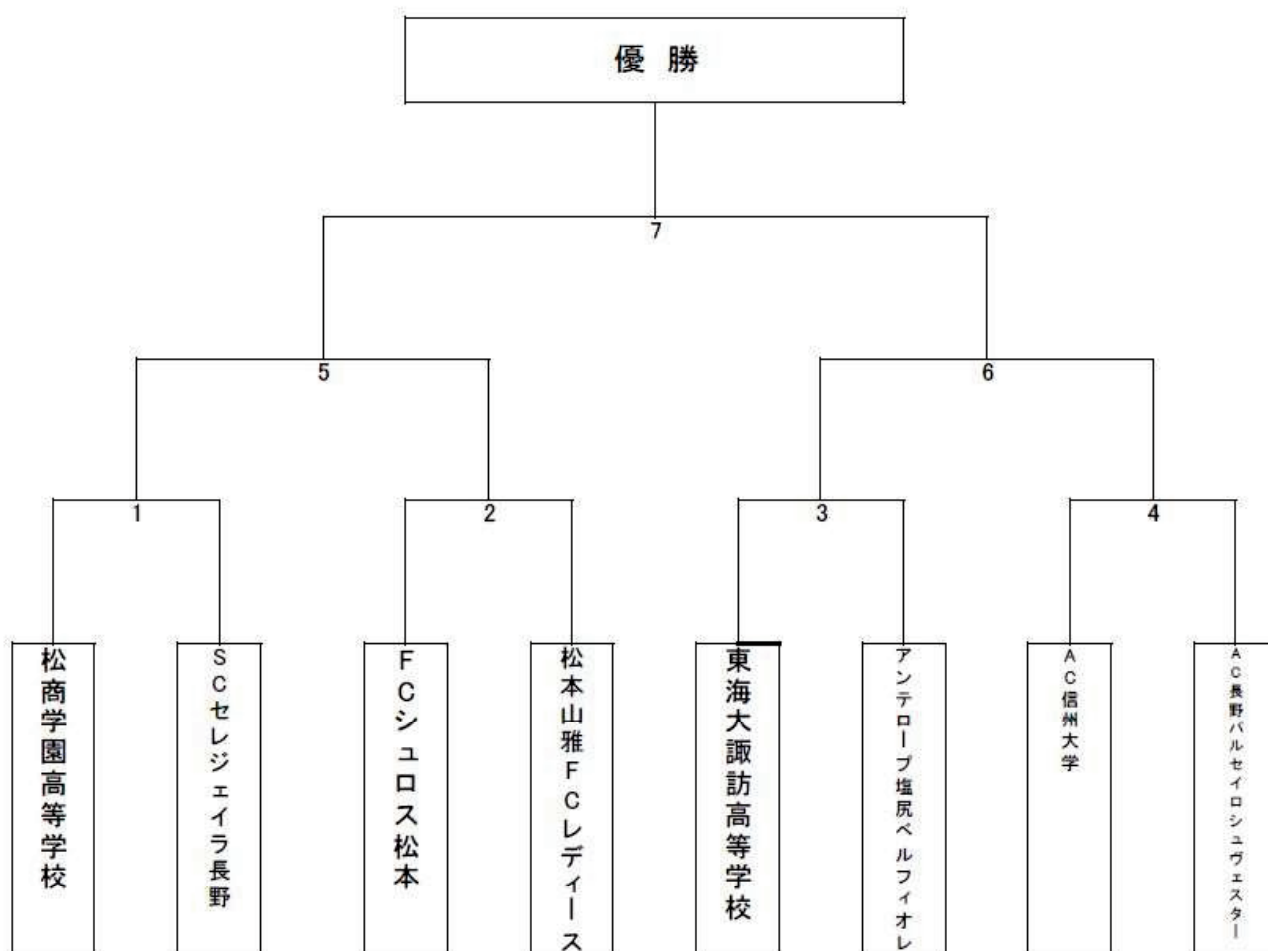 優 勝
7
5
6
1
2
3
4
松商学園高等学校
SCセレジェイラ長野
FCシュロス松本
松本山雅FCレディース
東海大諏訪高等学校
アンテロープ塩尻ベルフィオレ
AC信州大学
AC長野パルセイロシュヴェスター